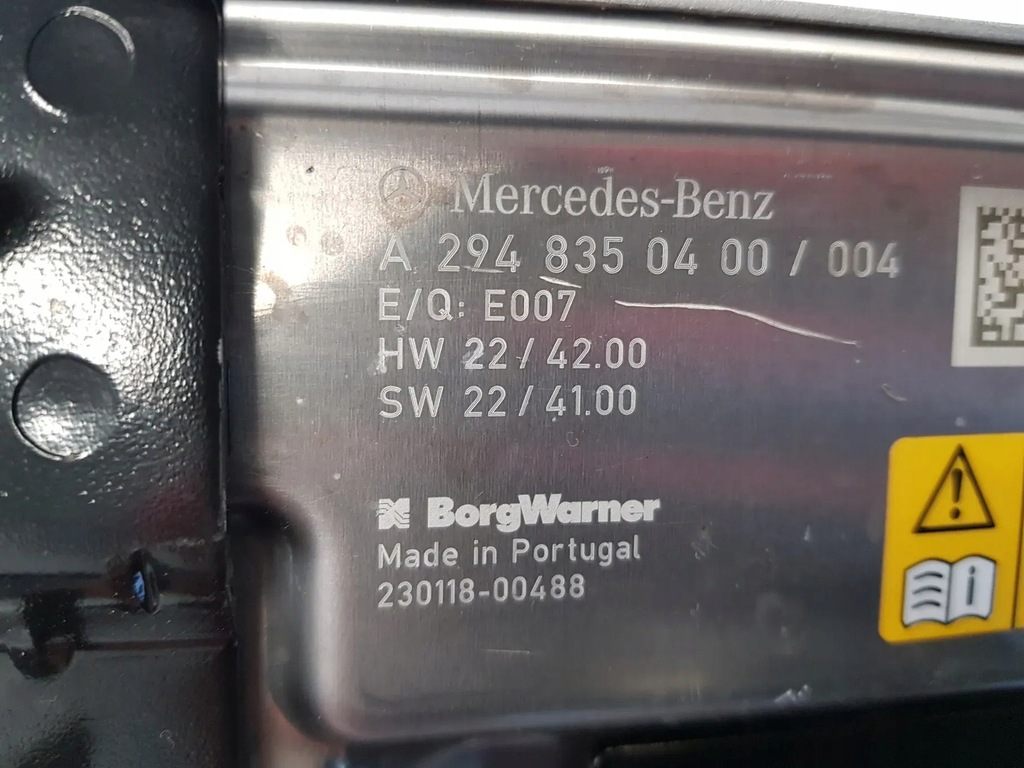 Mercedes-Benz
A 294 835 04 00 / 004
E/Q: E007
HW 22 / 42.00
SW 22 / 41.00
BorgWarner
Made in Portugal
230118-00488